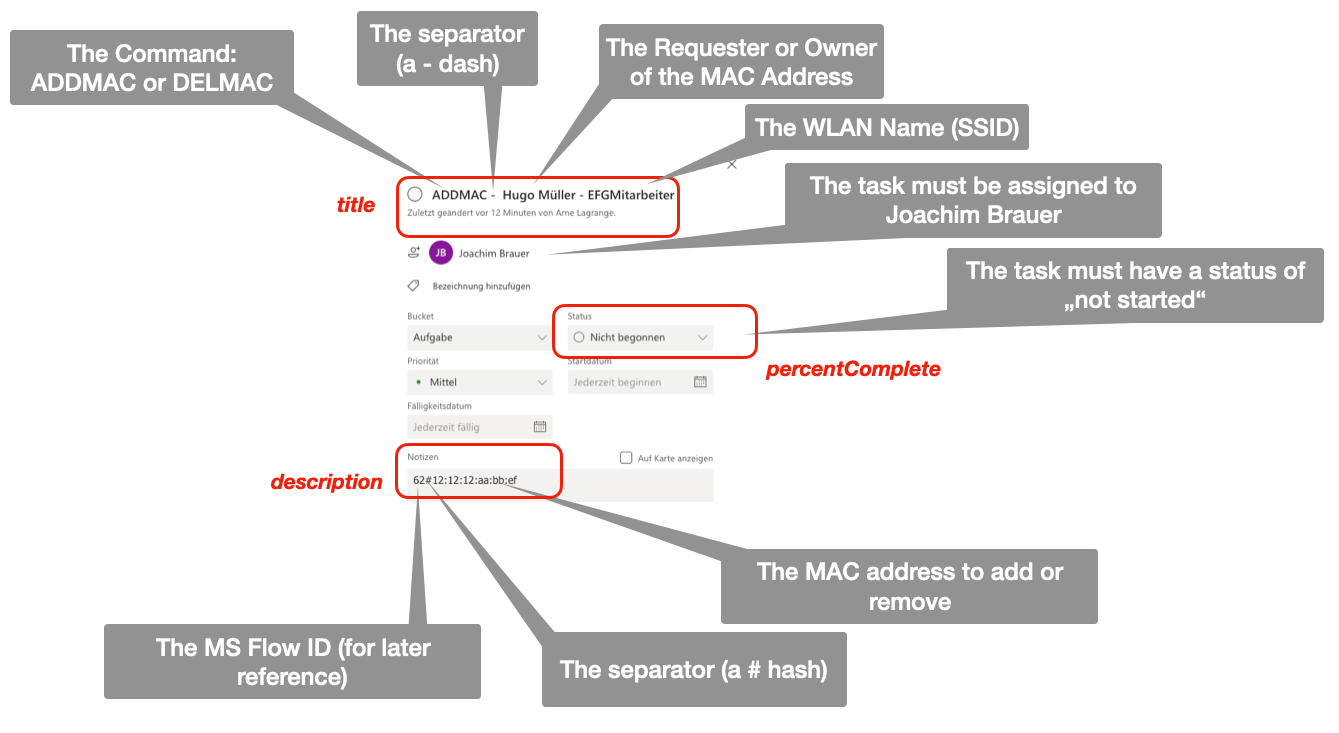 The Command:
ADDMAC or DELMAC
The separator
(a - dash)
The Requester or Owner
of the MAC Address
The WLAN Name (SSID)
The task must be assigned to
Joachim Brauer
The task must have a status of
„not started“
title
ADDMAC - Hugo Müller - EFGMitarbeiter
Zuletzt geändert vor 12 Minuten von Arne Lagrange.
JB Joachim Brauer
Bezeichnung hinzufügen
Bucket
Status
Aufgabe
Nicht begonnen
percentComplete
Priorität
Startdatum
Mittel
Jederzeit beginnen
Fälligkeitsdatum
Jederzeit fällig
description
Notizen
Auf Karte anzeigen
62#12:12:12:aa:bb:ef
The MAC address to add or
remove
The MS Flow ID (for later
reference)
The separator (a # hash)